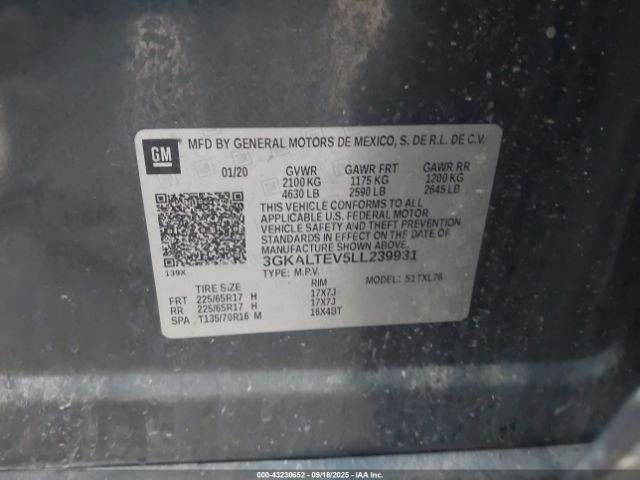 GM
MFD BY GENERAL MOTORS DE MEXICO, S. DE R.L. DE C.V.
01/20 GVWR GAWR FRT GAWR RR
2100 KG 1175 KG 1200 KG
4630 LB 2590 LB 2645 LB
THIS VEHICLE CONFORMS TO ALL
APPLICABLE U.S. FEDERAL MOTOR
VEHICLE SAFETY AND THEFT PREVENTION
STANDARDS IN EFFECT ON THE DATE OF
MANUFACTURE SHOWN ABOVE.
3GKALTEV5LL239931
139X
TYPE: M.P.V. MODEL: 51TXL26
TIRE SIZE RIM
FRT 225/65R17 H 17X7J
RR 225/65R17 H 17X7J
SPA T135/70R16 M 16X4BT
000-43230652 - 09/18/2025 - COPYRIGHT IAA, LLC